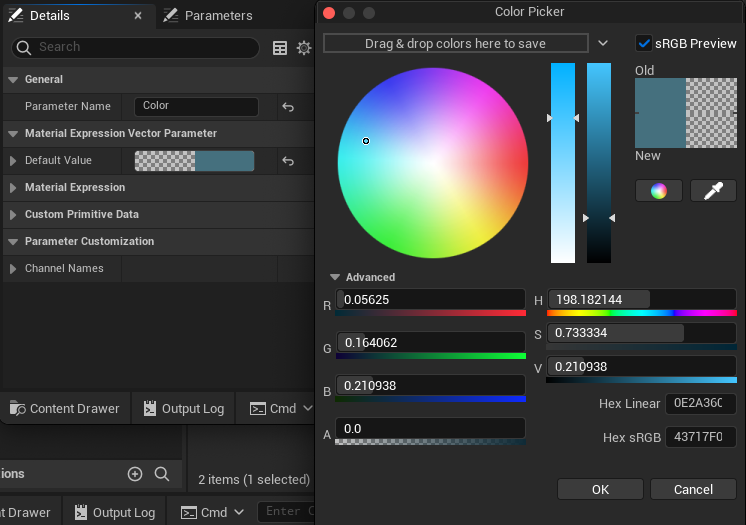 Details
Parameters
Search
General
Parameter Name
Color
Material Expression Vector Parameter
Default Value
Material Expression
Custom Primitive Data
Parameter Customization
Channel Names
Content Drawer
Output Log
Cmd
ions
2 items (1 selected)
t Drawer
Output Log
Cmd
Enter C
Color Picker
Drag & drop colors here to save
sRGB Preview
Old
New
Advanced
R 0.05625
G 0.164062
B 0.210938
A 0.0
H 198.182144
S 0.733334
V 0.210938
Hex Linear 0E2A36
Hex sRGB 43717F0
OK
Cancel